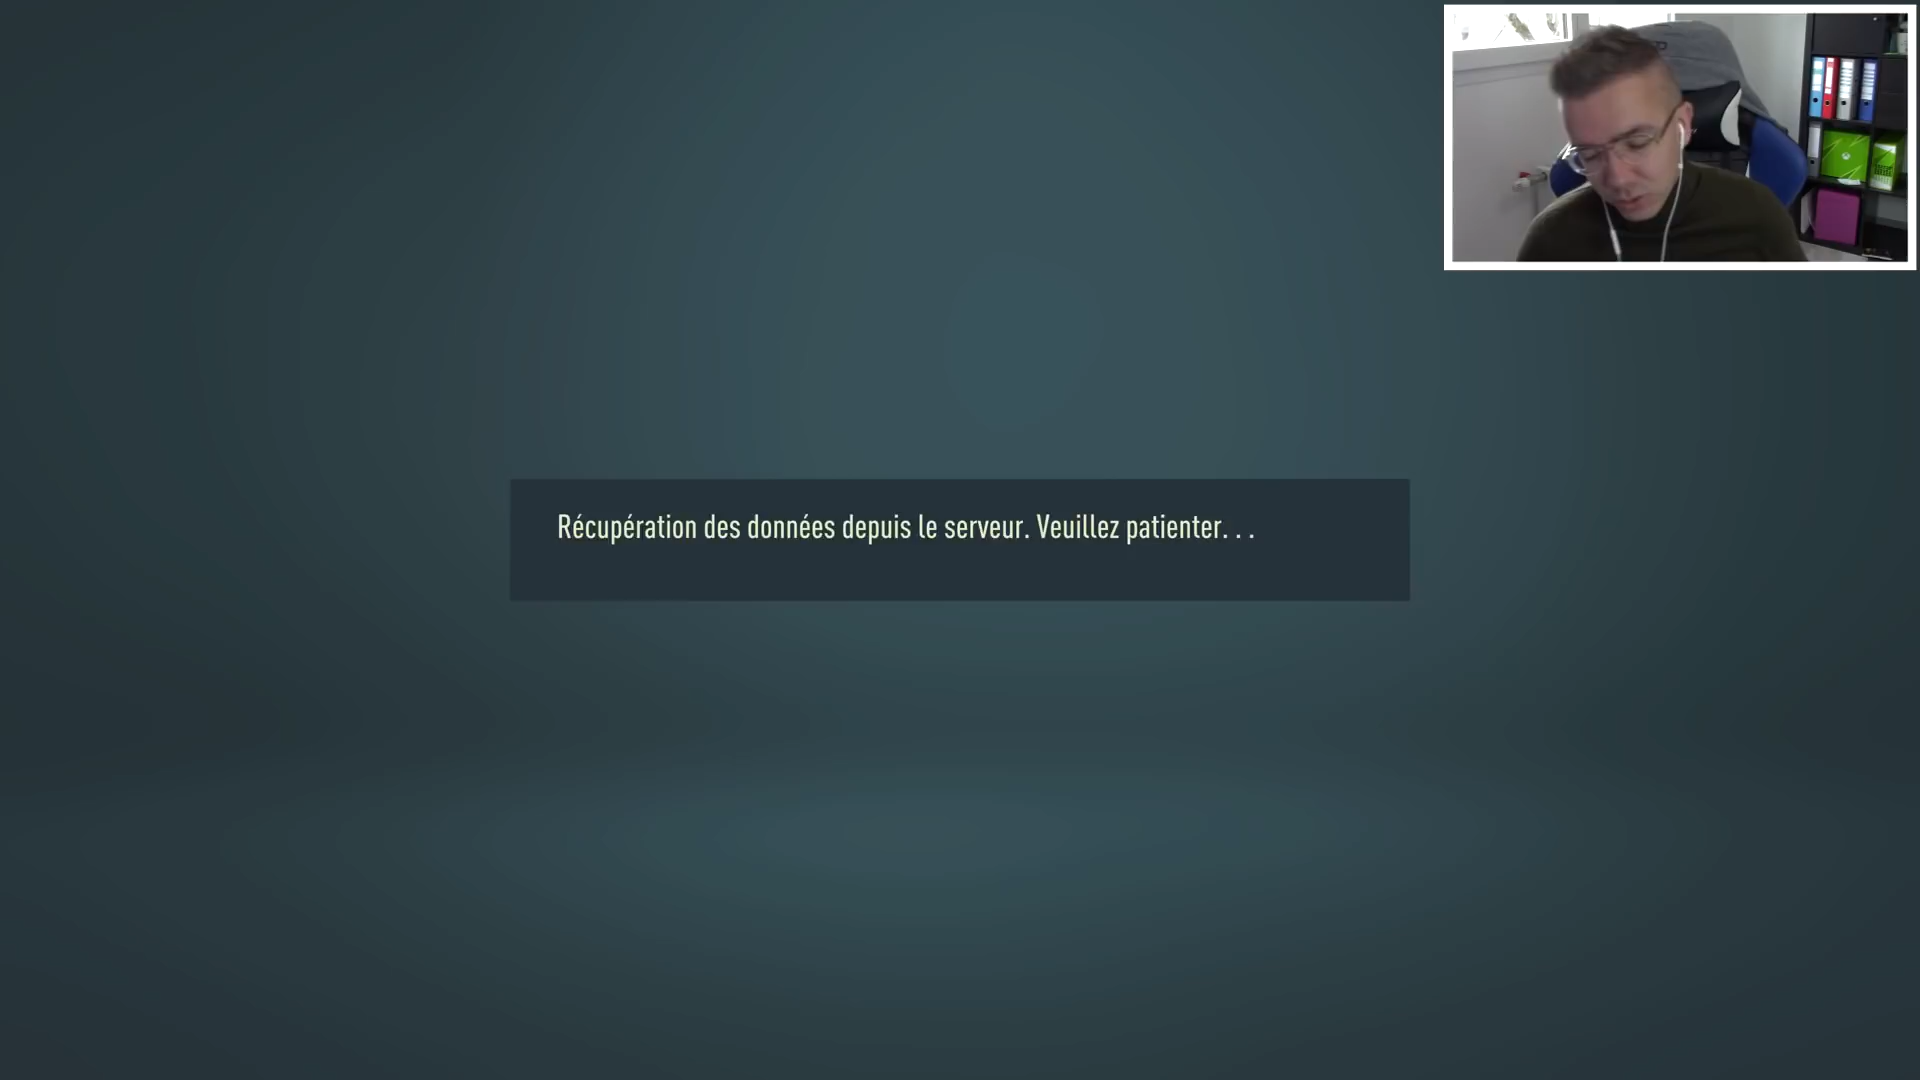 Récupération des données depuis le serveur. Veuillez patienter. . .